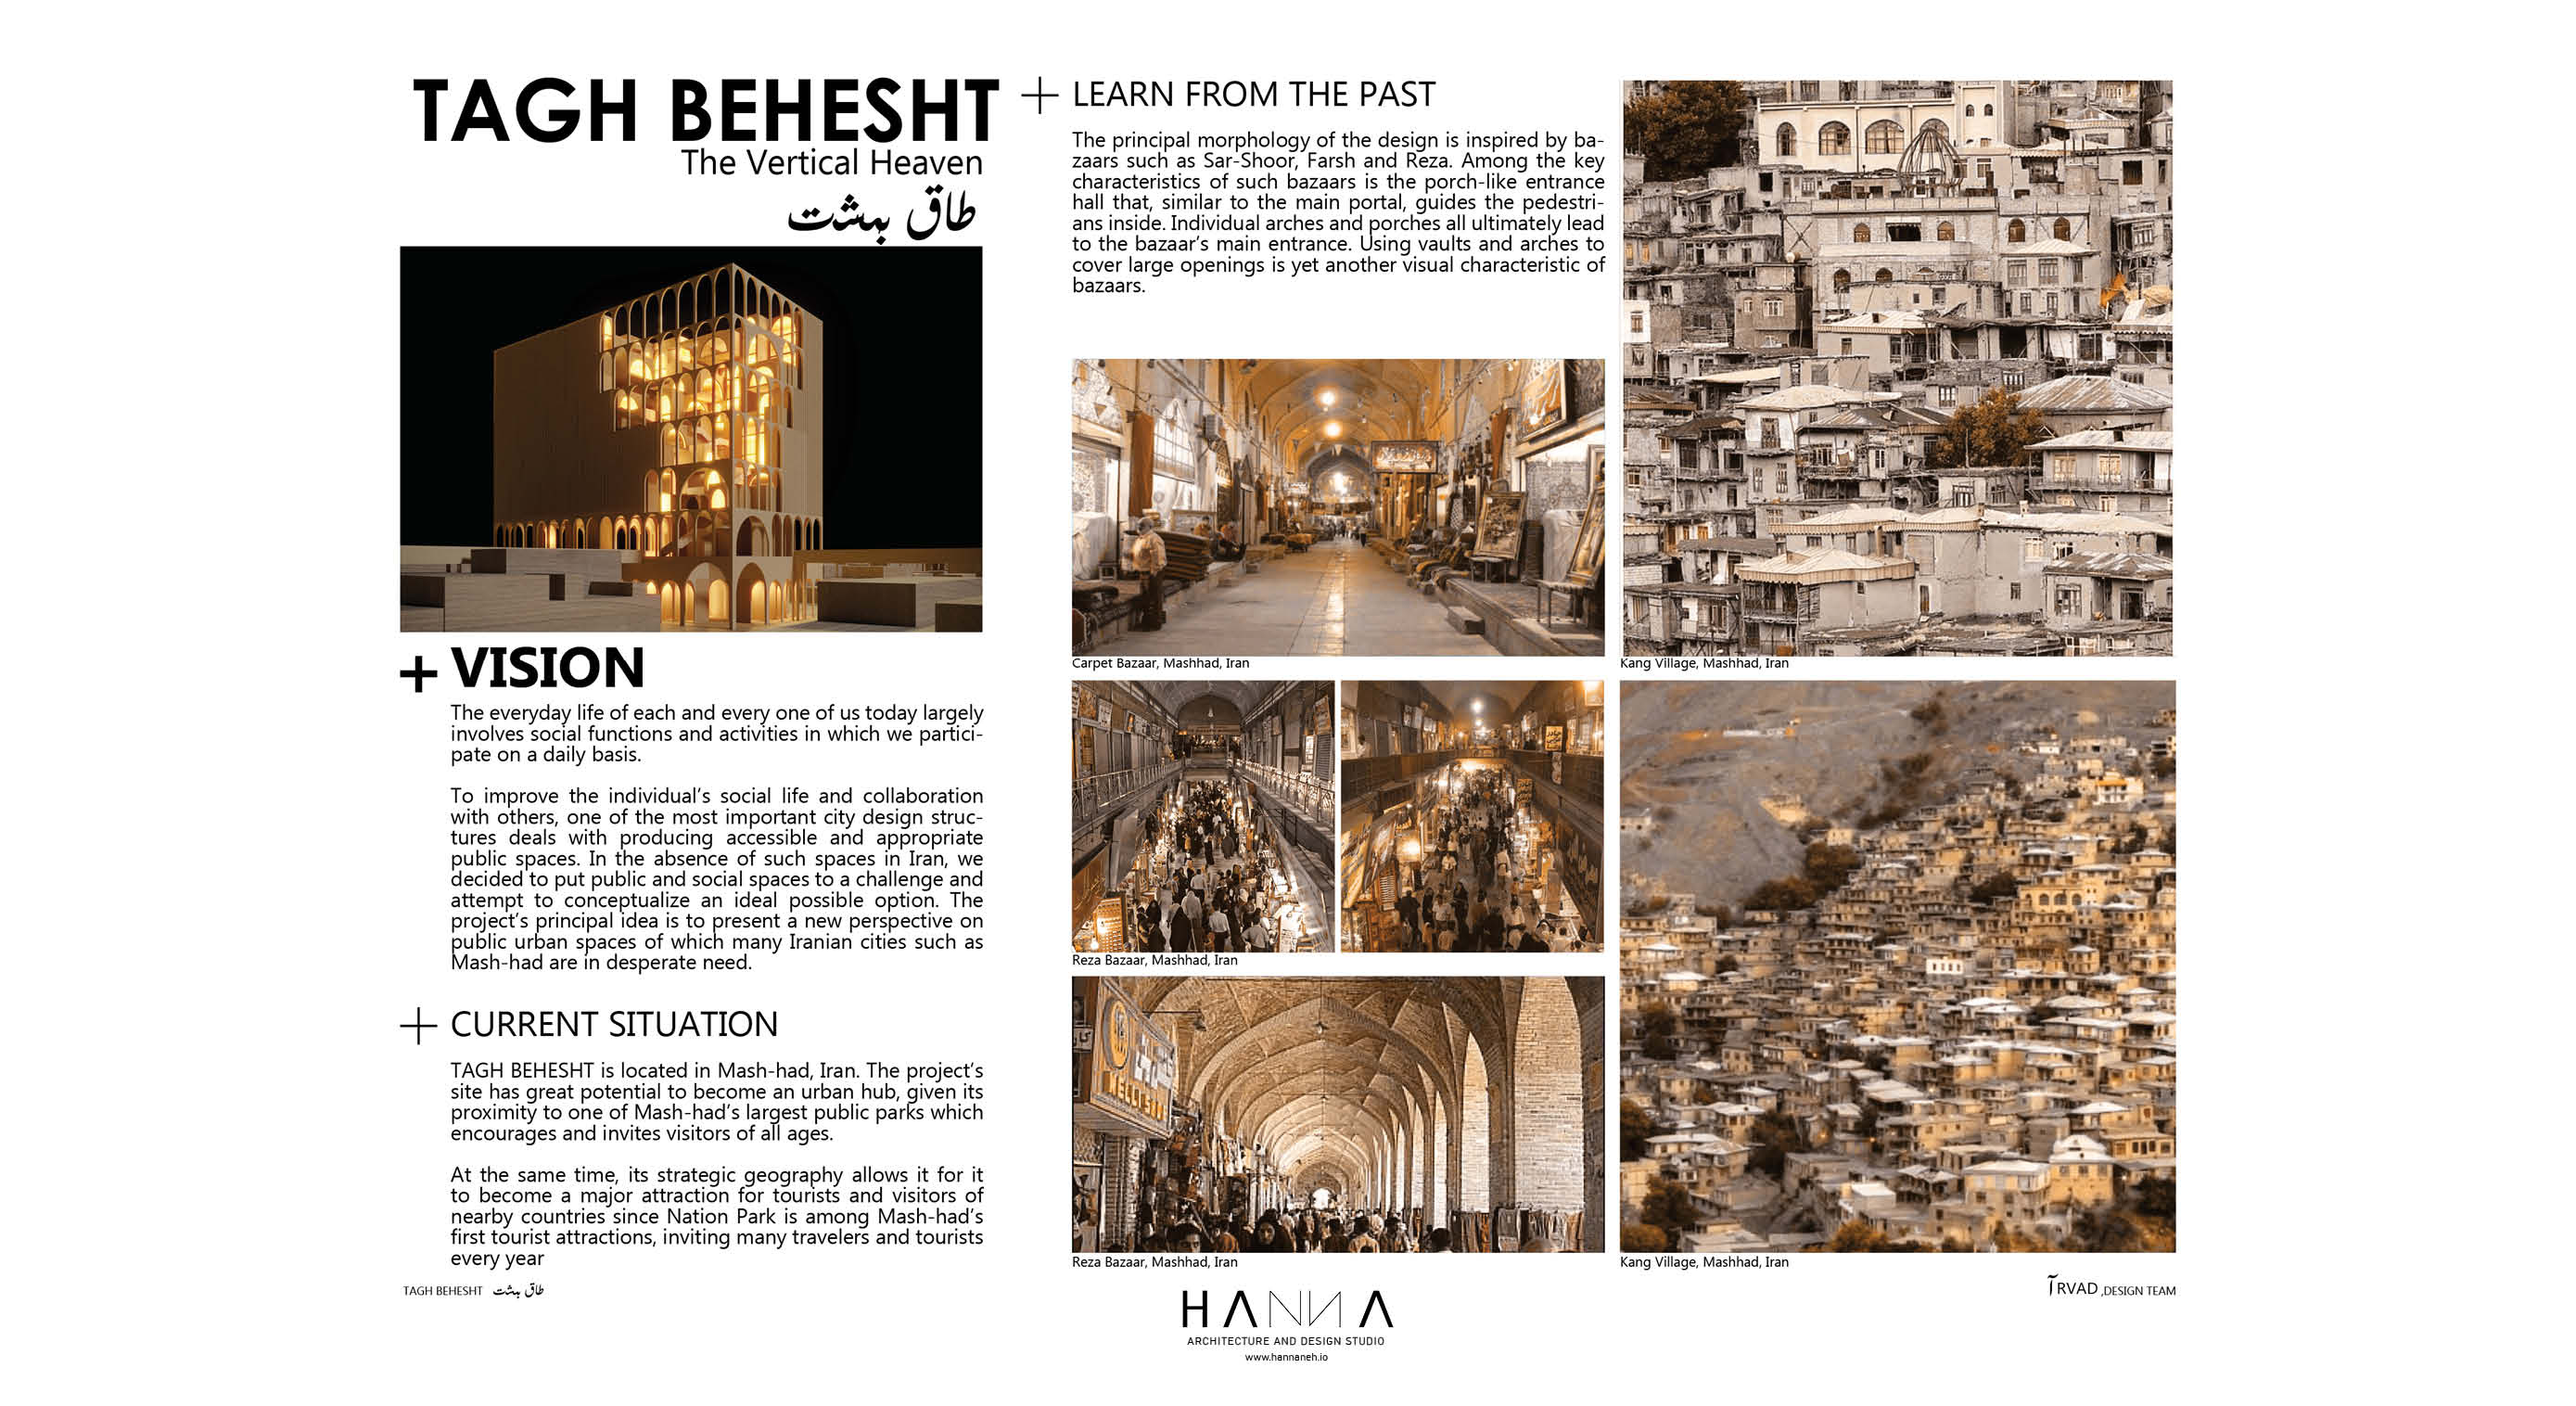 TAGH BEHESHT
The Vertical Heaven
طاق بهشت
+ VISION
The everyday life of each and every one of us today largely
involves social functions and activities in which we partici-
pate on a daily basis.
To improve the individual's social life and collaboration
with others, one of the most important city design struc-
tures deals with producing accessible and appropriate
public spaces. In the absence of such spaces in Iran, we
decided to put public and social spaces to a challenge and
attempt to conceptualize an ideal possible option. The
project's principal idea is to present a new perspective on
public urban spaces of which many Iranian cities such as
Mash-had are in desperate need.
+ CURRENT SITUATION
TAGH BEHESHT is located in Mash-had, Iran. The project's
site has great potential to become an urban hub, given its
proximity to one of Mash-had's largest public parks which
encourages and invites visitors of all ages.
At the same time, its strategic geography allows it for it
to become a major attraction for tourists and visitors of
nearby countries since Nation Park is among Mash-had's
first tourist attractions, inviting many travelers and tourists
every year
+ LEARN FROM THE PAST
The principal morphology of the design is inspired by ba-
zaars such as Sar-Shoor, Farsh and Reza. Among the key
characteristics of such bazaars is the porch-like entrance
hall that, similar to the main portal, guides the pedestri-
ans inside. Individual arches and porches all ultimately lead
to the bazaar's main entrance. Using vaults and arches to
cover large openings is yet another visual characteristic of
bazaars.
Carpet Bazaar, Mashhad, Iran
Kang Village, Mashhad, Iran
Reza Bazaar, Mashhad, Iran
Reza Bazaar, Mashhad, Iran
Kang Village, Mashhad, Iran
TAGH BEHESHT طاق بهشت
HANNA
ARCHITECTURE AND DESIGN STUDIO
www.hannaneh.io
آRVAD ,DESIGN TEAM